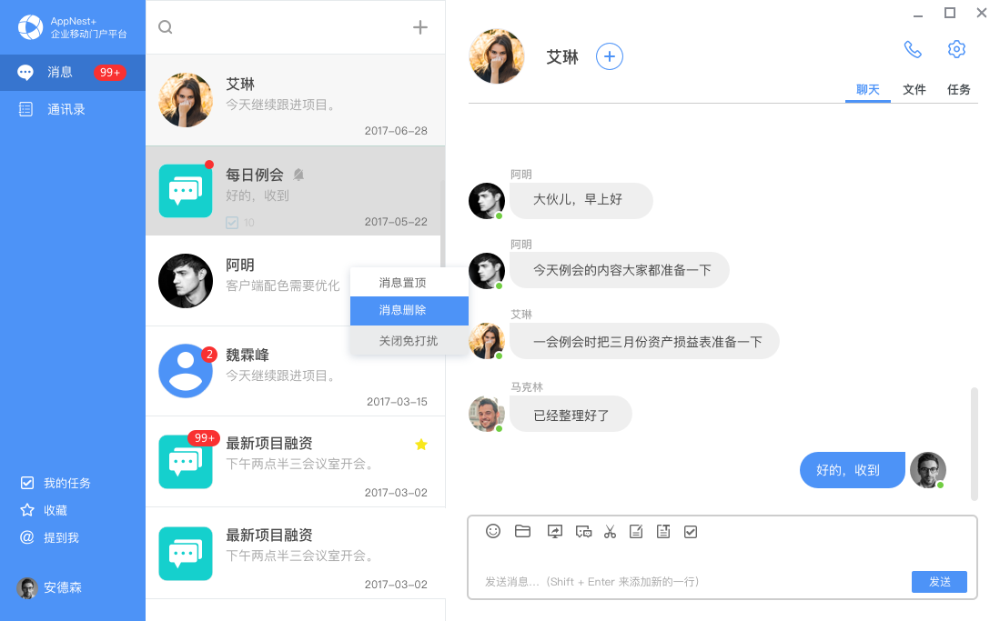 AppNest+
企业移动门户平台
消息
99+
通讯录
我的任务
收藏
提到我
安德森
艾琳
今天继续跟进项目。
2017-06-28
每日例会
好的，收到
10
2017-05-22
阿明
客户端配色需要优化
消息置顶
消息删除
关闭免打扰
2
魏霖峰
今天继续跟进项目。
2017-03-15
99+
最新项目融资
下午两点半三会议室开会。
2017-03-02
最新项目融资
下午两点半三会议室开会。
2017-03-02
艾琳
聊天 文件 任务
阿明
大伙儿，早上好
阿明
今天例会的内容大家都准备一下
艾琳
一会例会时把三月份资产损益表准备一下
马克林
已经整理好了
好的，收到
发送消息...（Shift + Enter 来添加新的一行）
发送